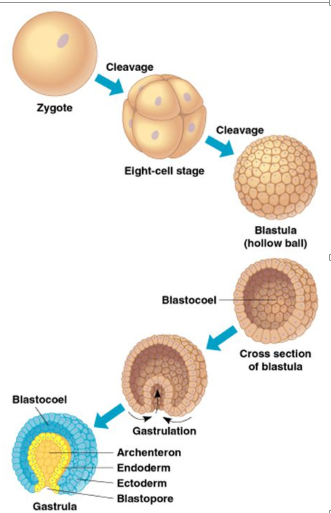 Cleavage
Zygote
Cleavage
Eight-cell stage
Blastula
(hollow ball)
Blastocoel
Cross section
of blastula
Gastrulation
Blastocoel
Archenteron
Endoderm
Ectoderm
Blastopore
Gastrula